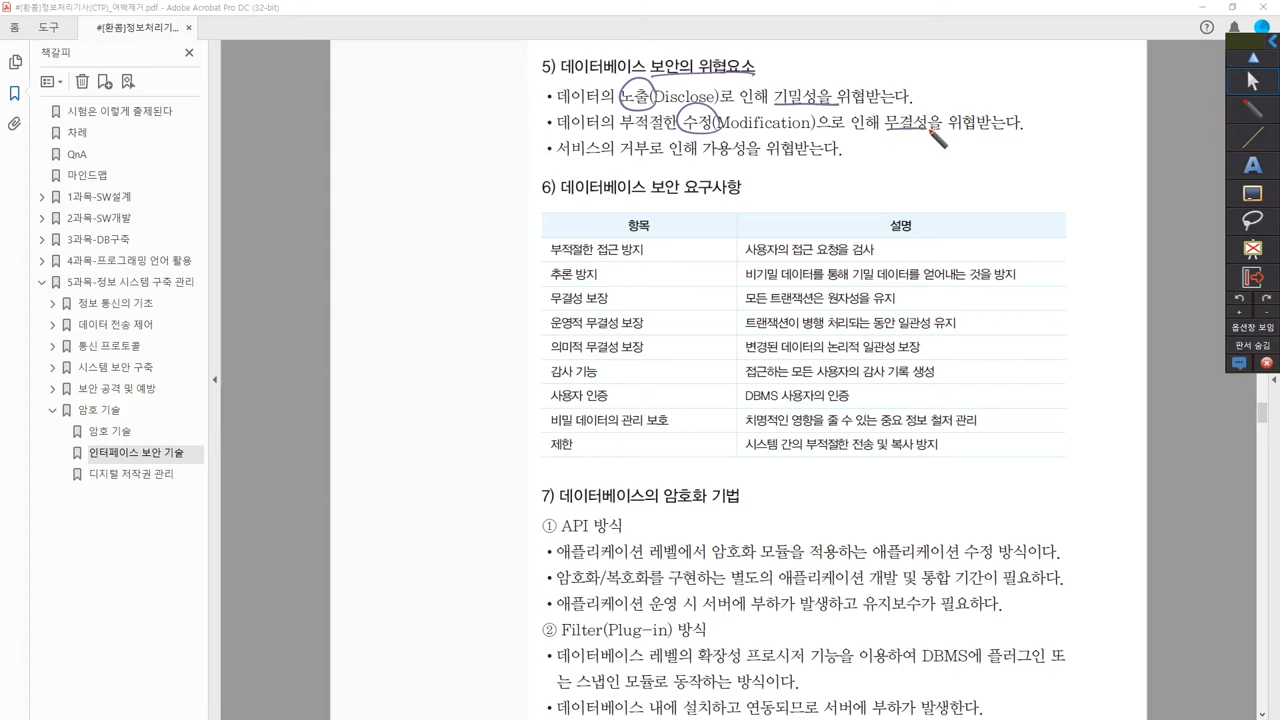 #[환콤]정보처리기사(CTP)_여백제거.pdf - Adobe Acrobat Pro DC (32-bit)
홈 도구 #[환콤]정보처리기... ×
책갈피
시험은 이렇게 출제된다
차례
QnA
마인드맵
1과목-SW설계
2과목-SW개발
3과목-DB구축
4과목-프로그래밍 언어 활용
5과목-정보 시스템 구축 관리
정보 통신의 기초
데이터 전송 제어
통신 프로토콜
시스템 보안 구축
보안 공격 및 예방
암호 기술
암호 기술
인터페이스 보안 기술
디지털 저작권 관리
5) 데이터베이스 보안의 위협요소
• 데이터의 노출(Disclose)로 인해 기밀성을 위협받는다.
• 데이터의 부적절한 수정(Modification)으로 인해 무결성을 위협받는다.
• 서비스의 거부로 인해 가용성을 위협받는다.
6) 데이터베이스 보안 요구사항
항목 설명
부적절한 접근 방지 사용자의 접근 요청을 검사
추론 방지 비기밀 데이터를 통해 기밀 데이터를 얻어내는 것을 방지
무결성 보장 모든 트랜잭션은 원자성을 유지
운영적 무결성 보장 트랜잭션이 병행 처리되는 동안 일관성 유지
의미적 무결성 보장 변경된 데이터의 논리적 일관성 보장
감사 기능 접근하는 모든 사용자의 감사 기록 생성
사용자 인증 DBMS 사용자의 인증
비밀 데이터의 관리 보호 치명적인 영향을 줄 수 있는 중요 정보 철저 관리
제한 시스템 간의 부적절한 전송 및 복사 방지
7) 데이터베이스의 암호화 기법
① API 방식
• 애플리케이션 레벨에서 암호화 모듈을 적용하는 애플리케이션 수정 방식이다.
• 암호화/복호화를 구현하는 별도의 애플리케이션 개발 및 통합 기간이 필요하다.
• 애플리케이션 운영 시 서버에 부하가 발생하고 유지보수가 필요하다.
② Filter(Plug-in) 방식
• 데이터베이스 레벨의 확장성 프로시저 기능을 이용하여 DBMS에 플러그인 또
는 스냅인 모듈로 동작하는 방식이다.
• 데이터베이스 내에 설치하고 연동되므로 서버에 부하가 발생한다.
A
+ -
옵션창 보임
판서 숨김